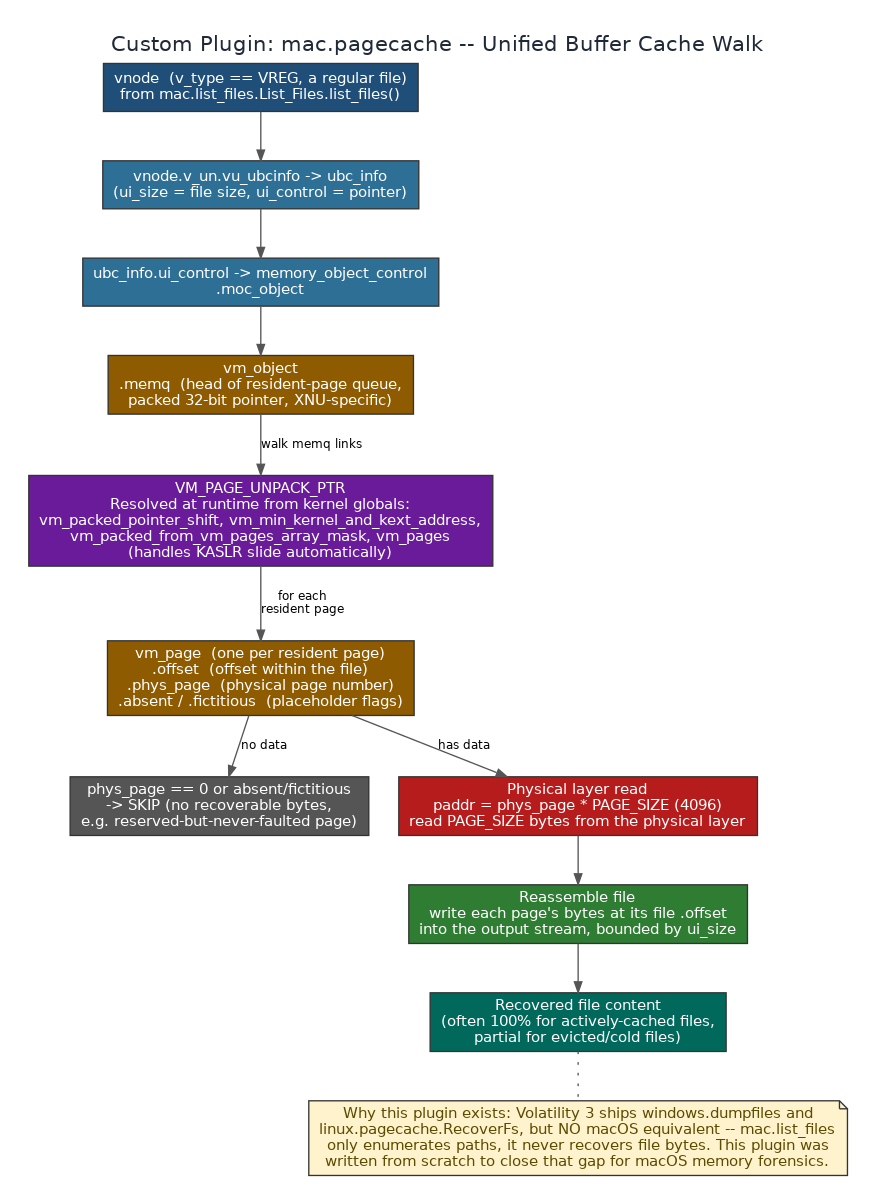 Custom Plugin: mac.pagecache -- Unified Buffer Cache Walk
vnode  (v_type == VREG, a regular file)
from mac.list_files.List_Files.list_files()
vnode.v_un.vu_ubcinfo -> ubc_info
(ui_size = file size, ui_control = pointer)
ubc_info.ui_control -> memory_object_control
.moc_object
vm_object
.memq  (head of resident-page queue,
packed 32-bit pointer, XNU-specific)
walk memq links
VM_PAGE_UNPACK_PTR
Resolved at runtime from kernel globals:
vm_packed_pointer_shift, vm_min_kernel_and_kext_address,
vm_packed_from_vm_pages_array_mask, vm_pages
(handles KASLR slide automatically)
for each
resident page
vm_page  (one per resident page)
.offset  (offset within the file)
.phys_page  (physical page number)
.absent / .fictitious  (placeholder flags)
no data
has data
phys_page == 0 or absent/fictitious
-> SKIP (no recoverable bytes,
e.g. reserved-but-never-faulted page)
Physical layer read
paddr = phys_page * PAGE_SIZE (4096)
read PAGE_SIZE bytes from the physical layer
Reassemble file
write each page's bytes at its file .offset
into the output stream, bounded by ui_size
Recovered file content
(often 100% for actively-cached files,
partial for evicted/cold files)
Why this plugin exists: Volatility 3 ships windows.dumpfiles and
linux.pagecache.RecoverFs, but NO macOS equivalent -- mac.list_files
only enumerates paths, it never recovers file bytes. This plugin was
written from scratch to close that gap for macOS memory forensics.